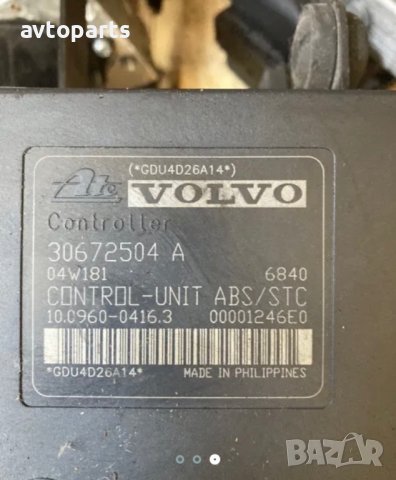 avtoparts
(*GDU4D26A14*)
Ate VOLVO
Controller
30672504 A
04W181 6840
CONTROL-UNIT ABS/STC
10.0960-0416.3 00001246E0
*GDU4D26A14* MADE IN PHILIPPINES
BAZAR